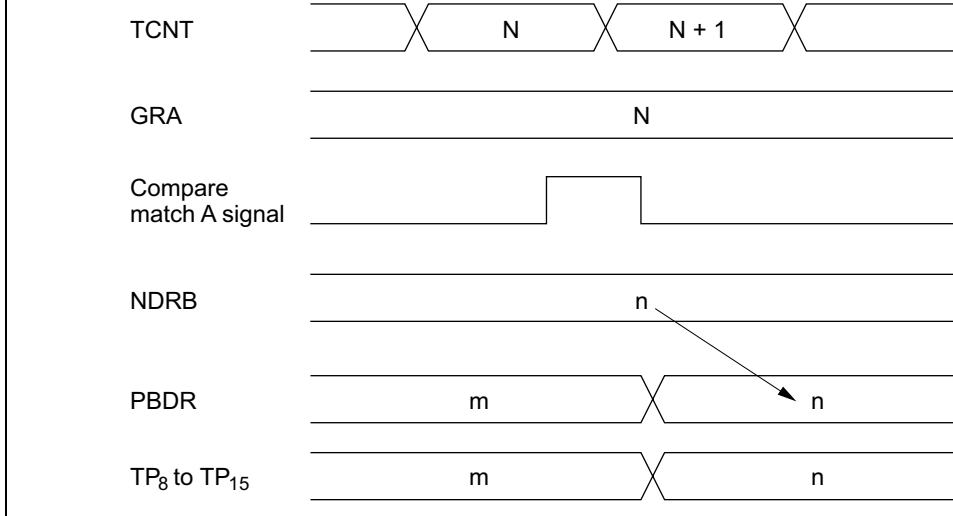 TCNT N N + 1
GRA N
Compare
match A signal
NDRB n
PBDR m n
TP8 to TP15 m n